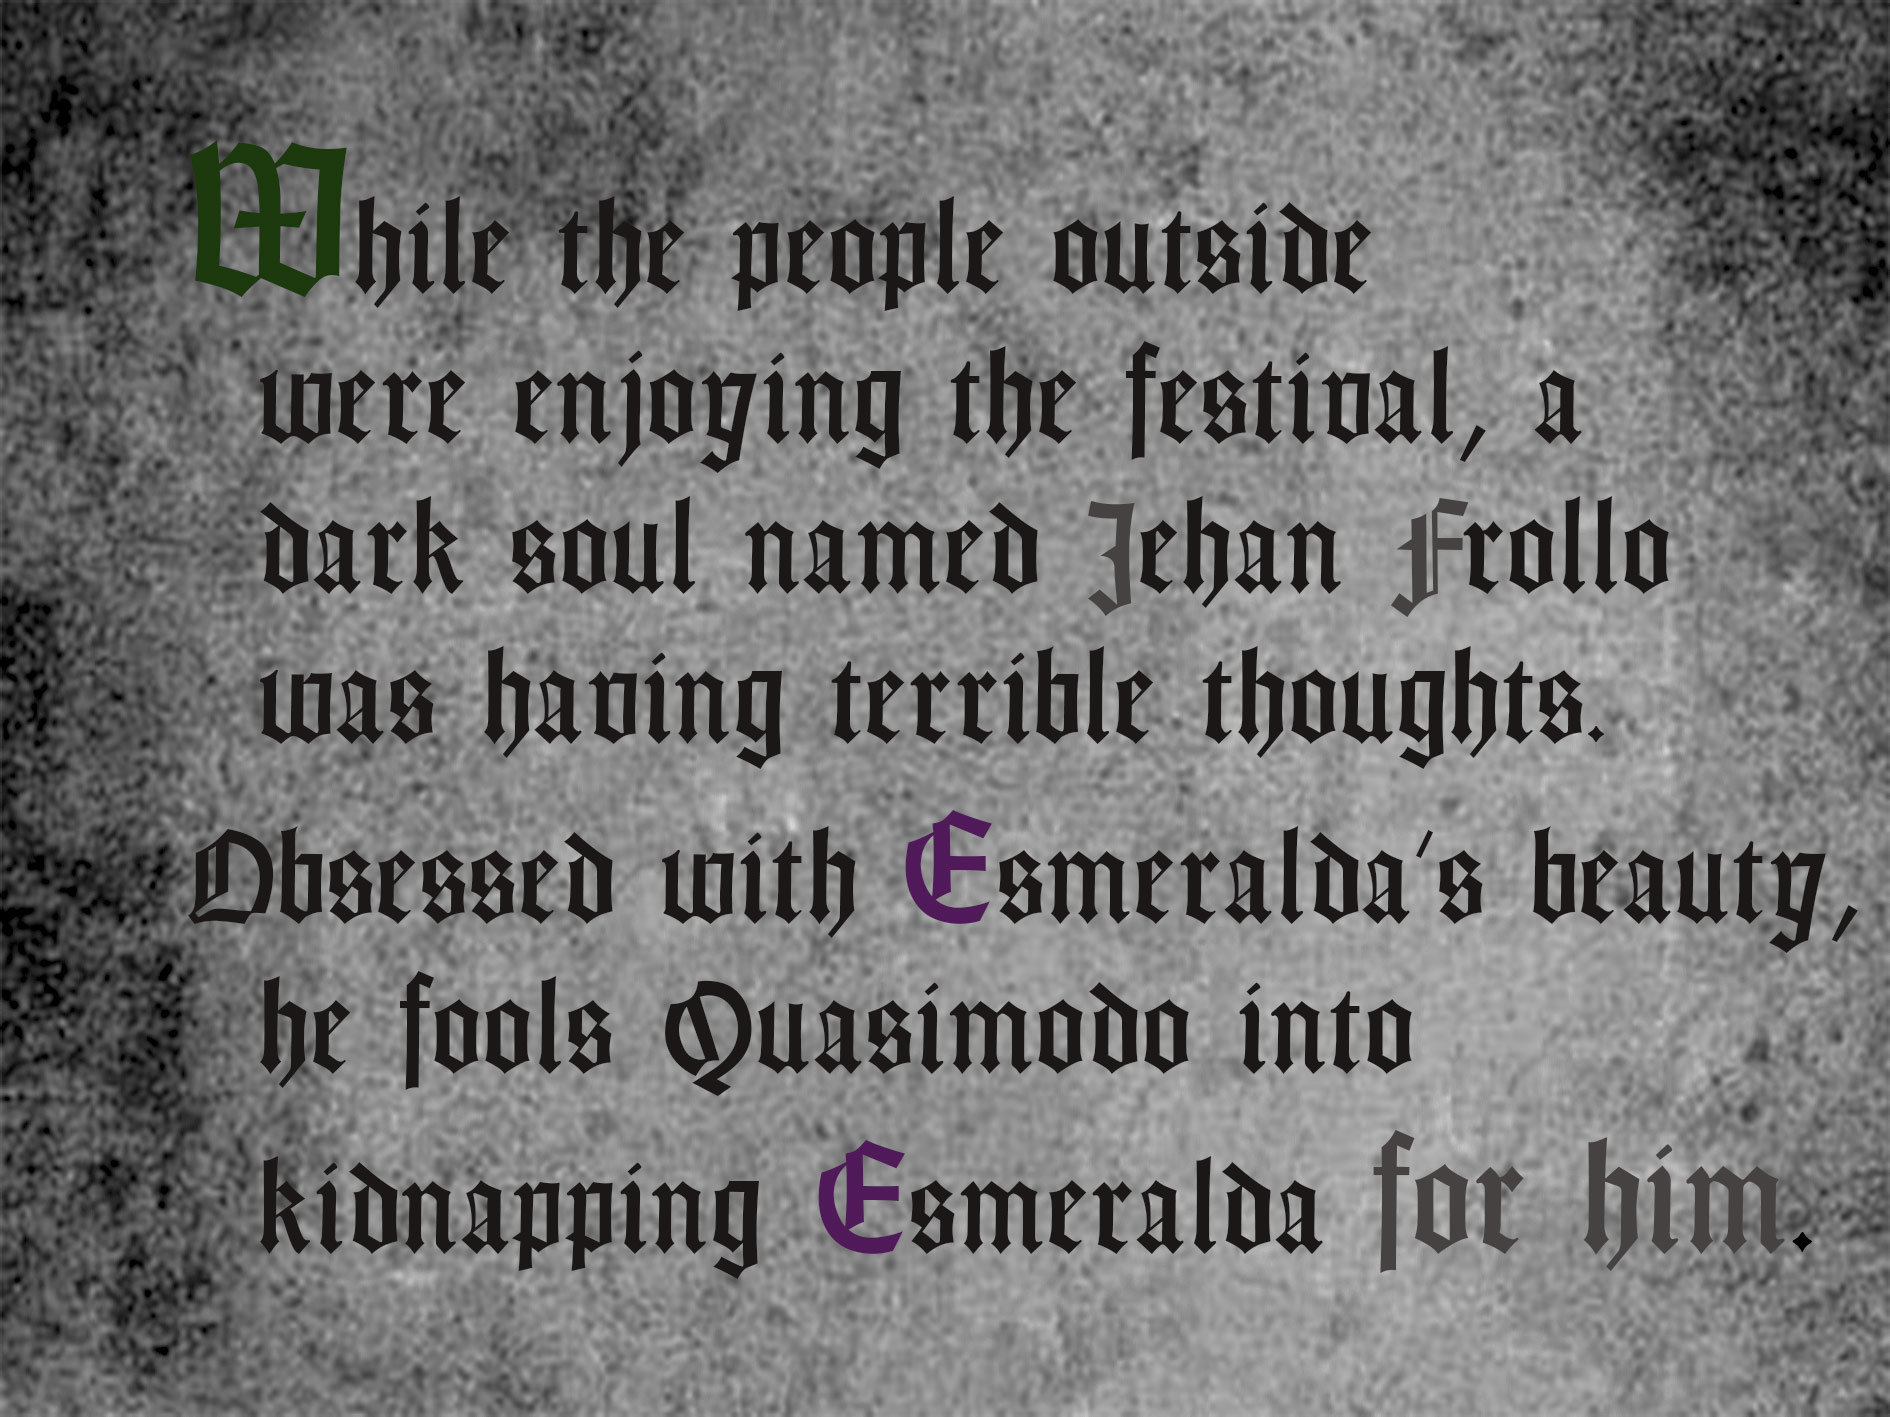 While the people outside
were enjoying the festival, a
dark soul named Jehan Frollo
was having terrible thoughts.
Obsessed with Esmeralda's beauty,
he fools Quasimodo into
kidnapping Esmeralda for him.